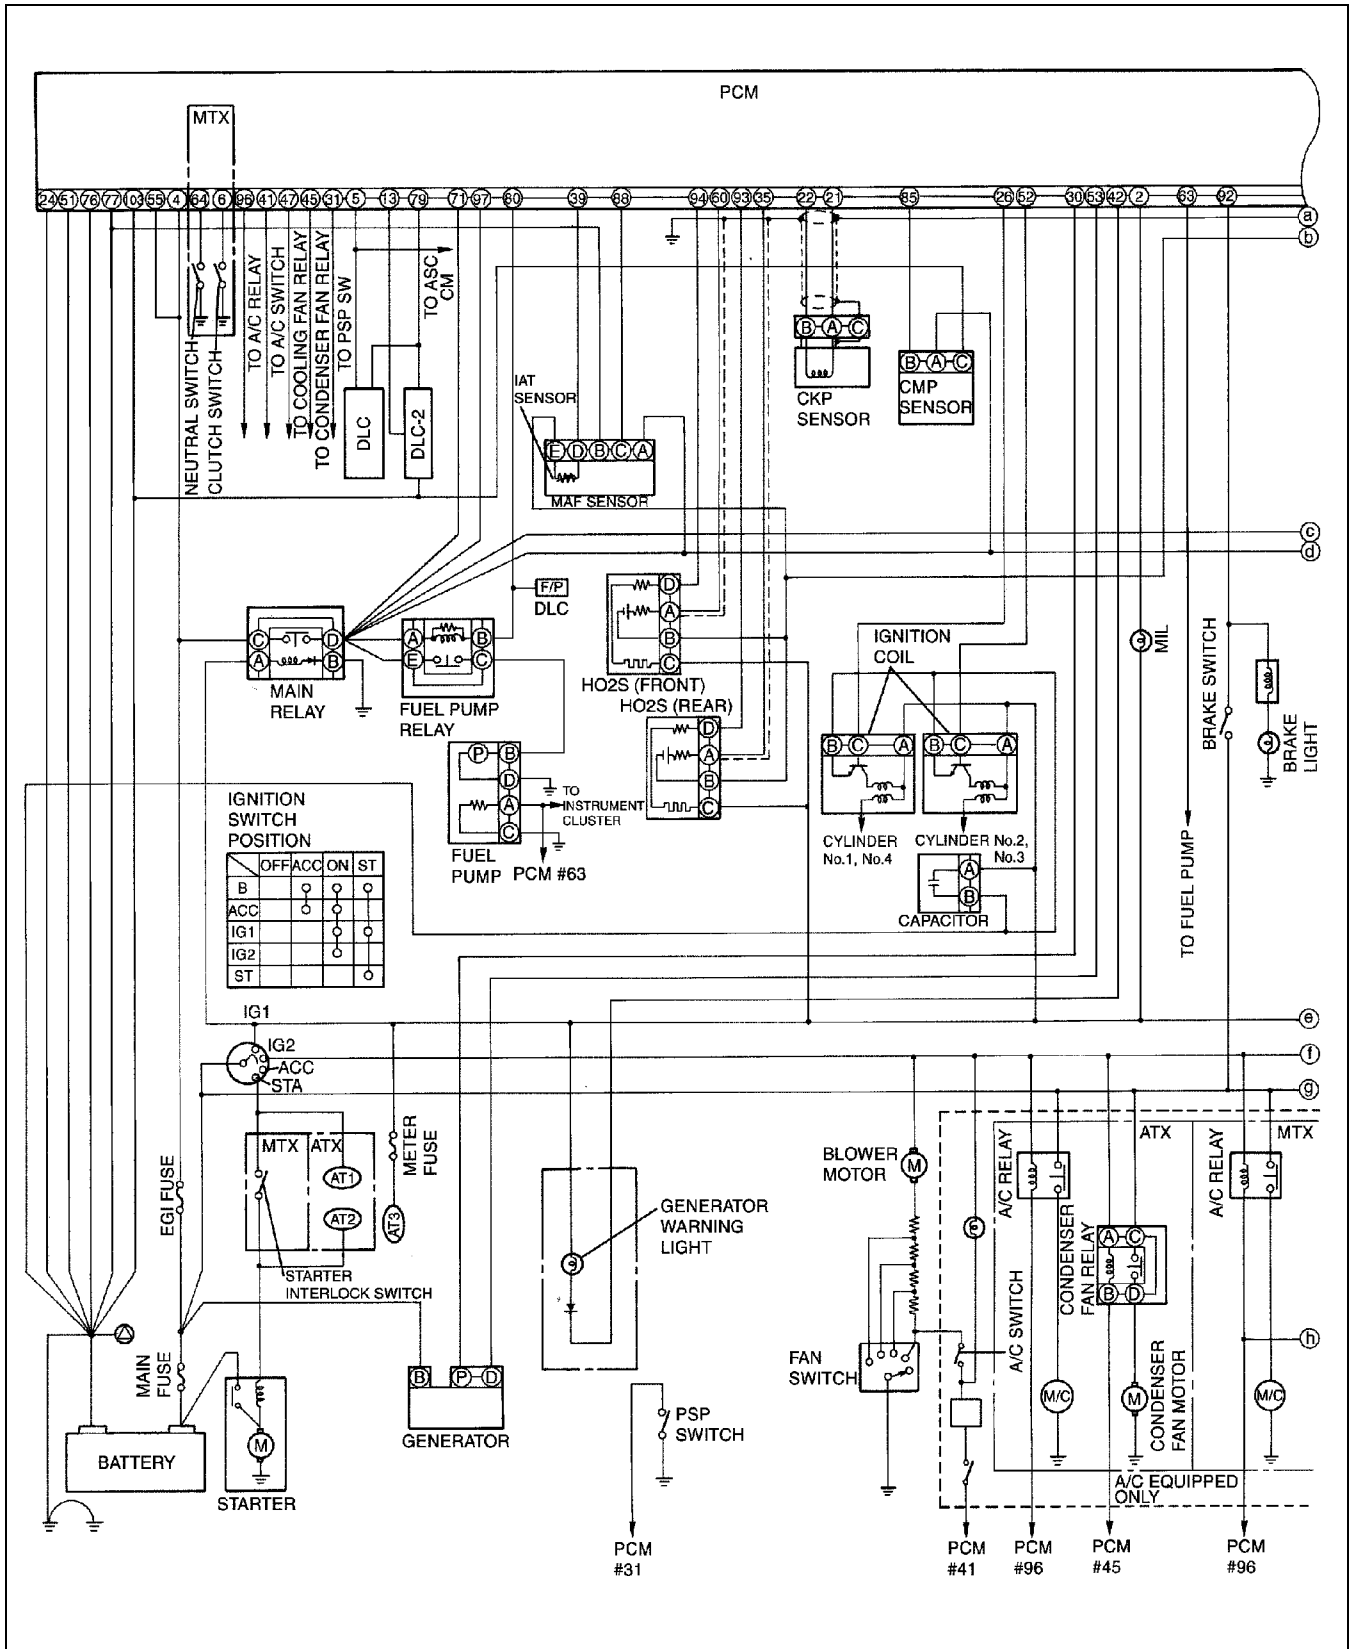 PCM
MTX
24 51 76 77 103 55 4 64 6 96 41 47 45 31 5 13 79 71 97 80 39 88 94 60 93 35 22 21 85 26 52 30 53 42 2 63 92
a
b
NEUTRAL SWITCH
CLUTCH SWITCH
TO A/C RELAY
TO A/C SWITCH
TO COOLING FAN RELAY
TO CONDENSER FAN RELAY
TO PSP SW
TO ASC
CM
DLC
DLC-2
IAT
SENSOR
E D B C A
MAF SENSOR
B A C
CKP
SENSOR
B A C
CMP
SENSOR
c
d
F/P
DLC
C D
A B
MAIN
RELAY
A B
E C
FUEL PUMP
RELAY
D
A
B
C
HO2S (FRONT)
HO2S (REAR)
D
A
B
C
IGNITION
COIL
B C A
B C A
CYLINDER
No.1, No.4
CYLINDER No.2,
No.3
A
B
CAPACITOR
MIL
BRAKE SWITCH
BRAKE
LIGHT
TO FUEL PUMP
P B
D
A
C
TO
INSTRUMENT
CLUSTER
FUEL
PUMP
PCM #63
IGNITION
SWITCH
POSITION
OFF ACC ON ST
B
ACC
IG1
IG2
ST
IG1
IG2
ACC
STA
e
f
g
MTX ATX
AT1
AT2
AT3
METER
FUSE
EGI FUSE
STARTER
INTERLOCK SWITCH
MAIN
FUSE
BATTERY
M
STARTER
B P D
GENERATOR
GENERATOR
WARNING
LIGHT
PSP
SWITCH
PCM
#31
BLOWER
MOTOR
M
FAN
SWITCH
ATX
MTX
A/C RELAY
A/C RELAY
CONDENSER
FAN RELAY
A C
B D
A/C SWITCH
h
M/C
M
CONDENSER
FAN MOTOR
M/C
A/C EQUIPPED
ONLY
PCM
#41
PCM
#96
PCM
#45
PCM
#96